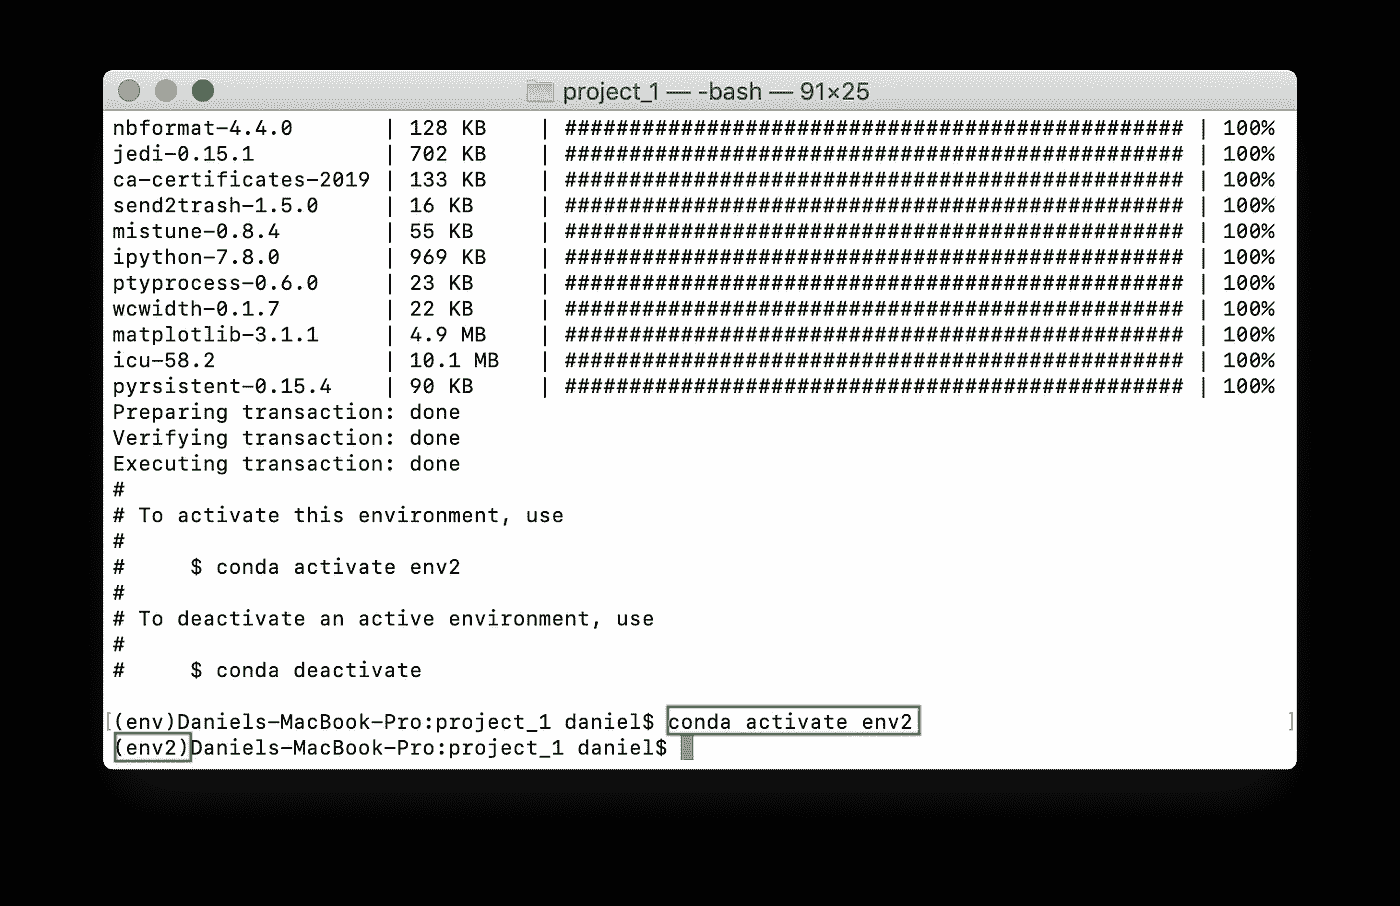 project_1 — -bash — 91×25
nbformat-4.4.0       | 128 KB    | ################################################ | 100%
jedi-0.15.1          | 702 KB    | ################################################ | 100%
ca-certificates-2019 | 133 KB    | ################################################ | 100%
send2trash-1.5.0     | 16 KB     | ################################################ | 100%
mistune-0.8.4        | 55 KB     | ################################################ | 100%
ipython-7.8.0        | 969 KB    | ################################################ | 100%
ptyprocess-0.6.0     | 23 KB     | ################################################ | 100%
wcwidth-0.1.7        | 22 KB     | ################################################ | 100%
matplotlib-3.1.1     | 4.9 MB    | ################################################ | 100%
icu-58.2             | 10.1 MB   | ################################################ | 100%
pyrsistent-0.15.4    | 90 KB     | ################################################ | 100%
Preparing transaction: done
Verifying transaction: done
Executing transaction: done
#
# To activate this environment, use
#
#     $ conda activate env2
#
# To deactivate an active environment, use
#
#     $ conda deactivate
[(env)Daniels-MacBook-Pro:project_1 daniel$ conda activate env2 ]
(env2)Daniels-MacBook-Pro:project_1 daniel$